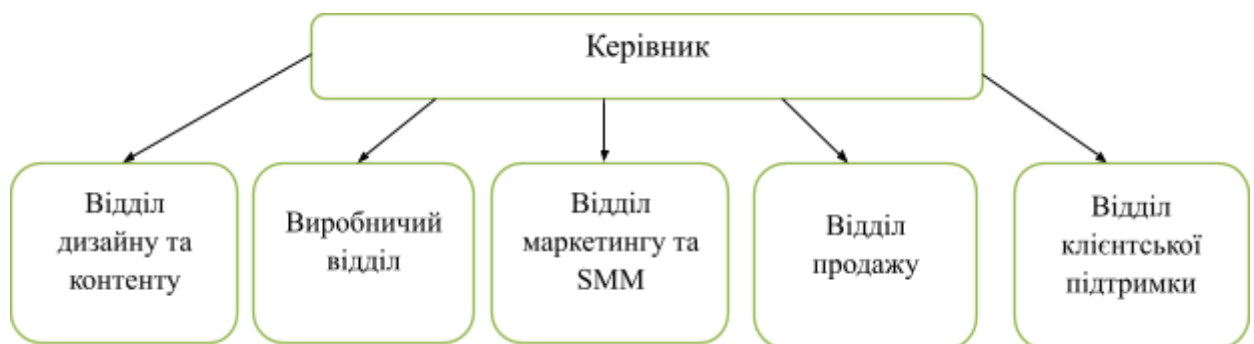 Керівник
Відділ
дизайну та
контенту
Виробничий
відділ
Відділ
маркетингу та
SMM
Відділ
продажу
Відділ
клієнтської
підтримки